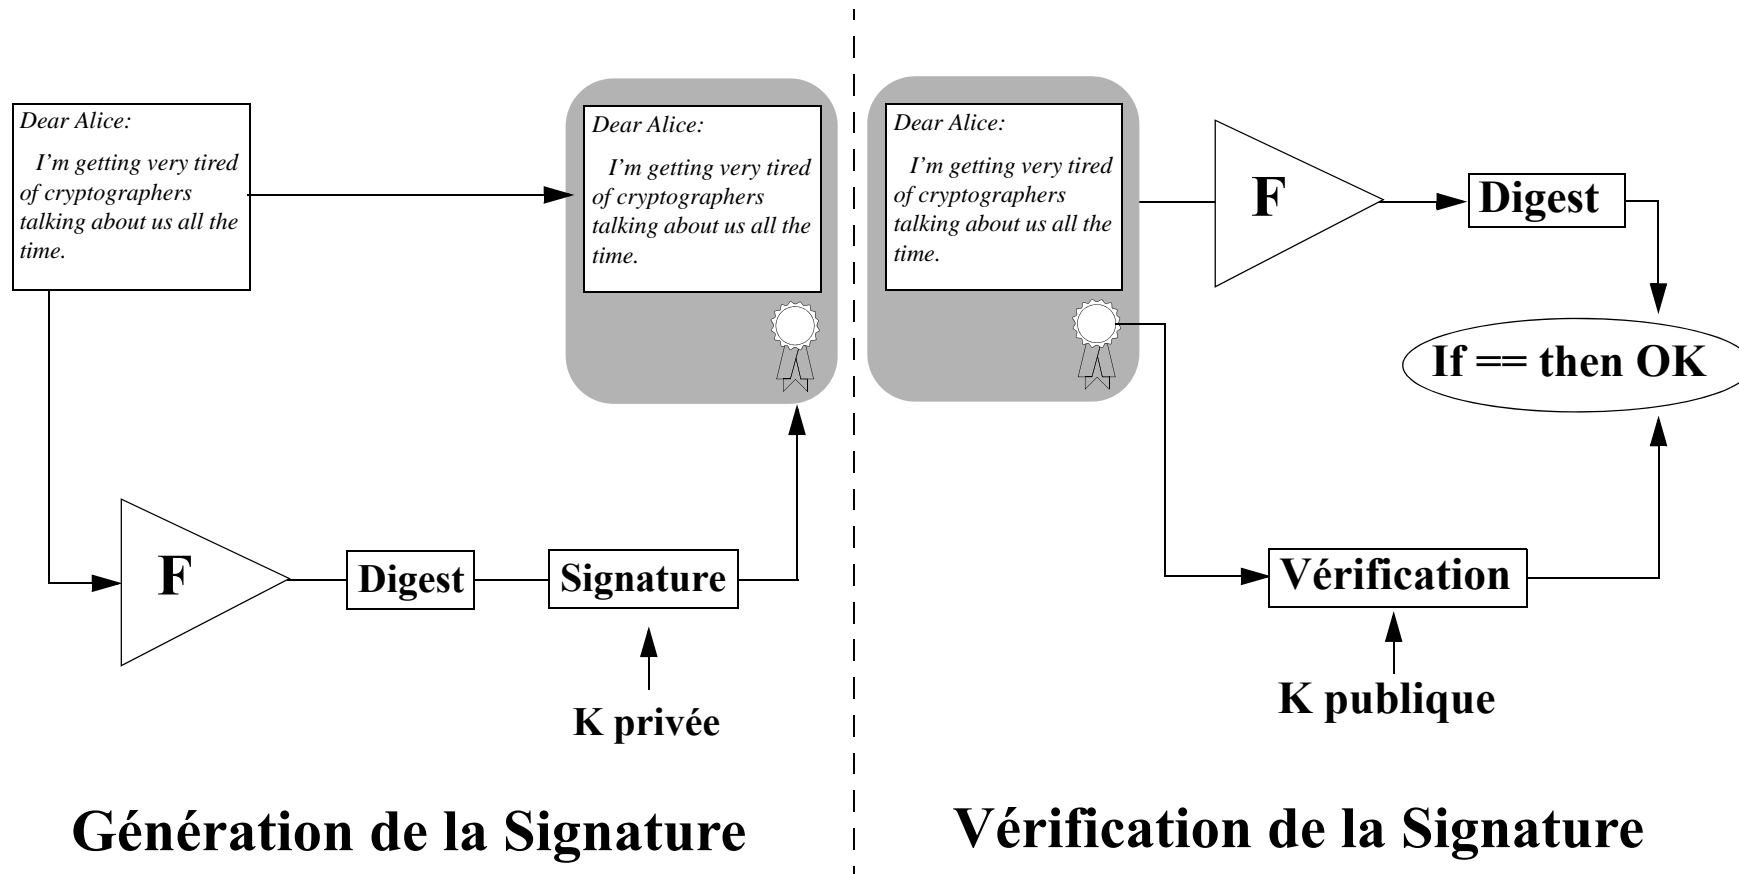 Dear Alice:
I'm getting very tired
of cryptographers
talking about us all the
time.
Dear Alice:
I'm getting very tired
of cryptographers
talking about us all the
time.
F
Digest
Signature
K privée
Génération de la Signature
Dear Alice:
I'm getting very tired
of cryptographers
talking about us all the
time.
F
Digest
If == then OK
Vérification
K publique
Vérification de la Signature